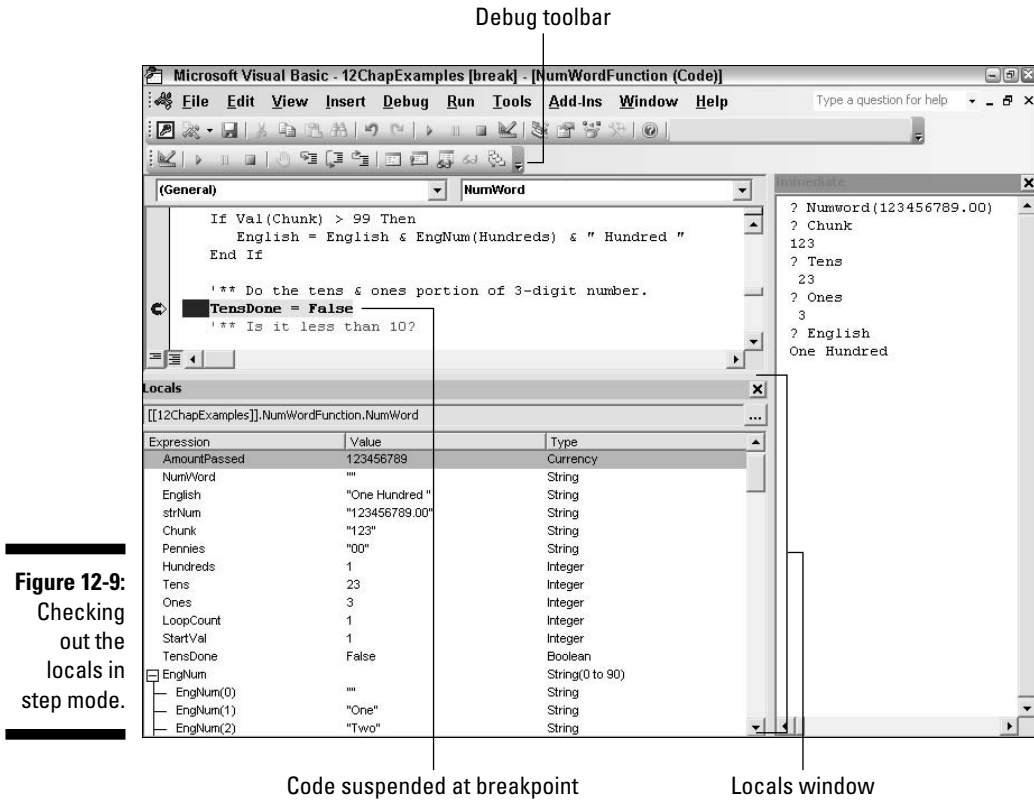 Debug toolbar
Microsoft Visual Basic - 12ChapExamples [break] - [NumWordFunction (Code)]
File Edit View Insert Debug Run Tools Add-Ins Window Help Type a question for help
(General) NumWord
If Val(Chunk) > 99 Then
English = English & EngNum(Hundreds) & " Hundred "
End If
'** Do the tens & ones portion of 3-digit number.
TensDone = False
'** Is it less than 10?
Immediate
? Numword(123456789.00)
? Chunk
123
? Tens
23
? Ones
3
? English
One Hundred
Locals
[[12ChapExamples]].NumWordFunction.NumWord ...
Expression Value Type
AmountPassed 123456789 Currency
NumWord "" String
English "One Hundred " String
strNum "123456789.00" String
Chunk "123" String
Pennies "00" String
Hundreds 1 Integer
Tens 23 Integer
Ones 3 Integer
LoopCount 1 Integer
StartVal 1 Integer
TensDone False Boolean
EngNum String(0 to 90)
EngNum(0) "" String
EngNum(1) "One" String
EngNum(2) "Two" String
Figure 12-9:
Checking
out the
locals in
step mode.
Code suspended at breakpoint
Locals window